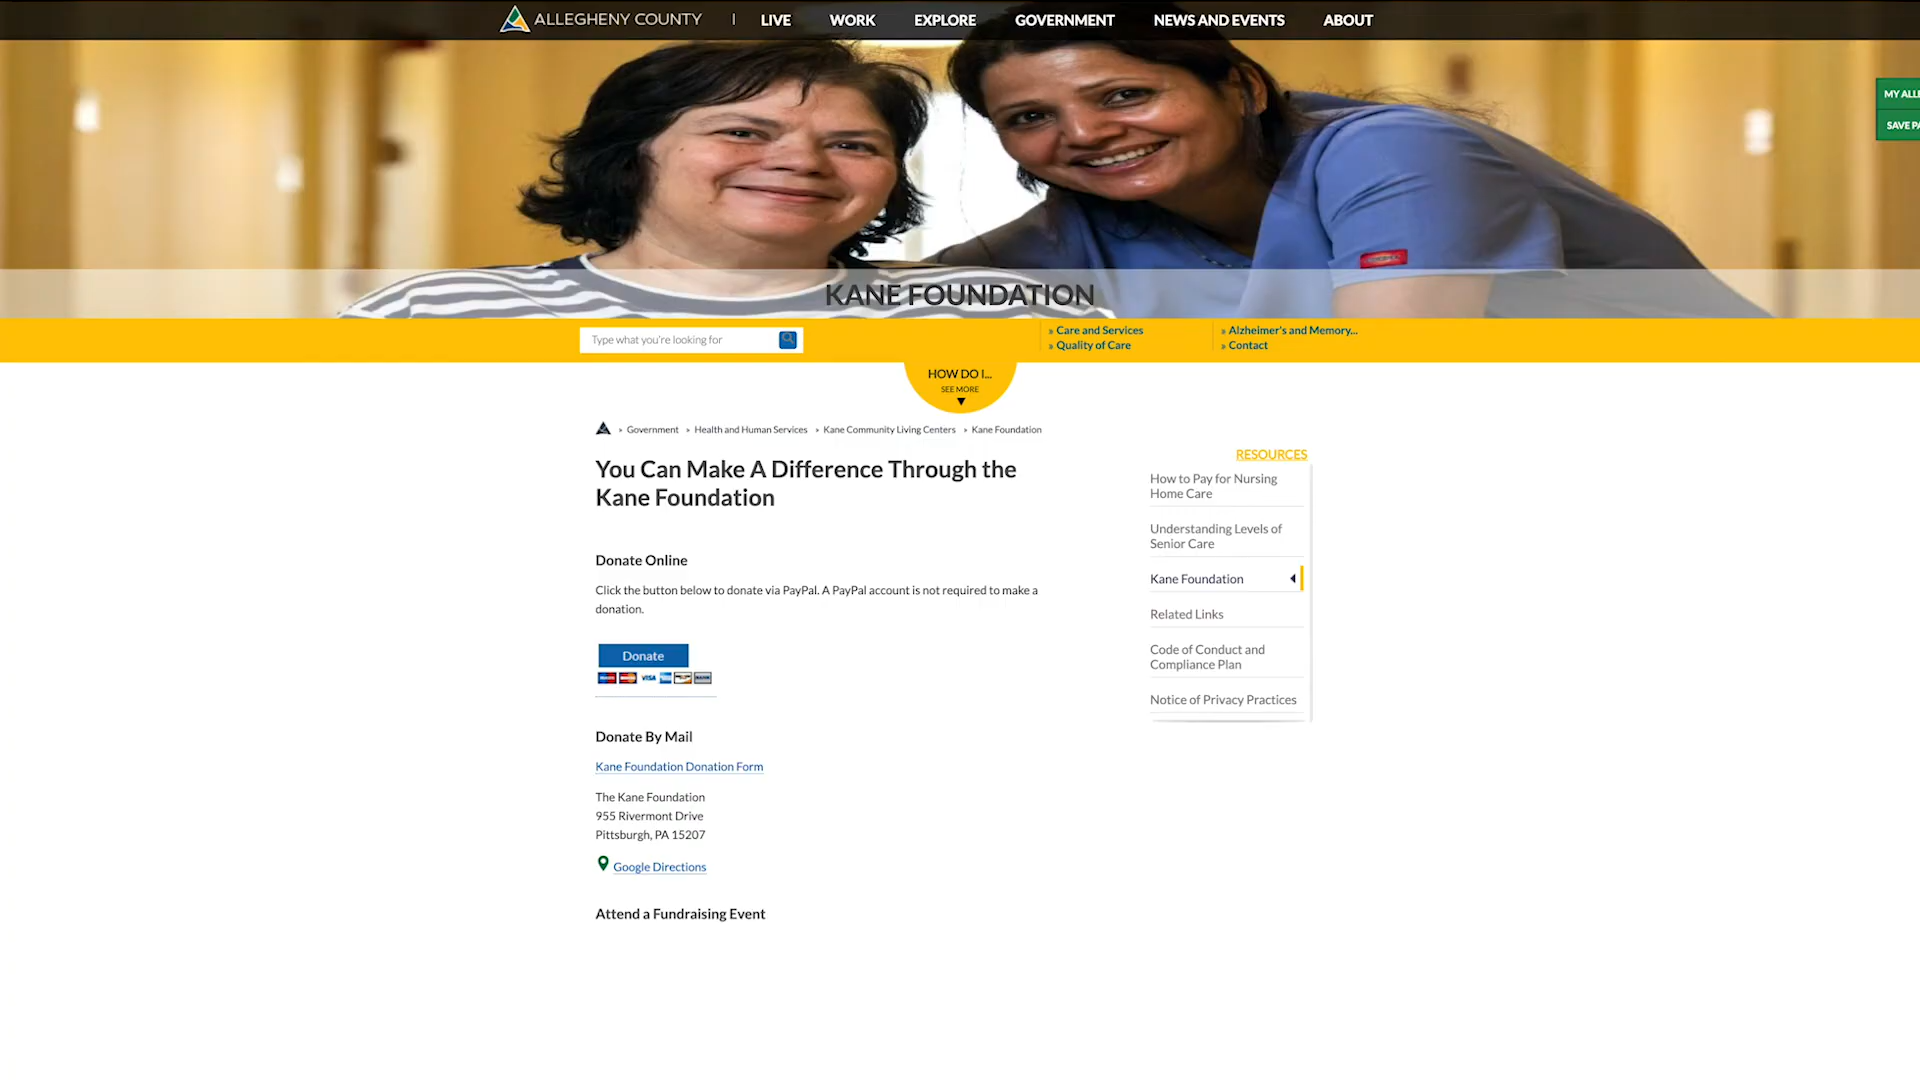 ALLEGHENY COUNTY | LIVE WORK EXPLORE GOVERNMENT NEWS AND EVENTS ABOUT
MY ALLE
SAVE PA
KANE FOUNDATION
Type what you're looking for
» Care and Services
» Quality of Care
» Alzheimer's and Memory...
» Contact
HOW DO I...
SEE MORE
» Government » Health and Human Services » Kane Community Living Centers » Kane Foundation
You Can Make A Difference Through the
Kane Foundation
Donate Online
Click the button below to donate via PayPal. A PayPal account is not required to make a
donation.
Donate
VISA
Donate By Mail
Kane Foundation Donation Form
The Kane Foundation
955 Rivermont Drive
Pittsburgh, PA 15207
Google Directions
Attend a Fundraising Event
RESOURCES
How to Pay for Nursing
Home Care
Understanding Levels of
Senior Care
Kane Foundation
Related Links
Code of Conduct and
Compliance Plan
Notice of Privacy Practices